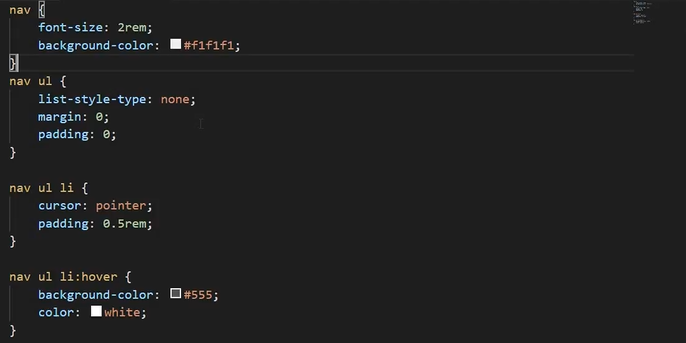 nav {
    font-size: 2rem;
    background-color: #f1f1f1;
}
nav ul {
    list-style-type: none;
    margin: 0;
    padding: 0;
}

nav ul li {
    cursor: pointer;
    padding: 0.5rem;
}

nav ul li:hover {
    background-color: #555;
    color: white;
}